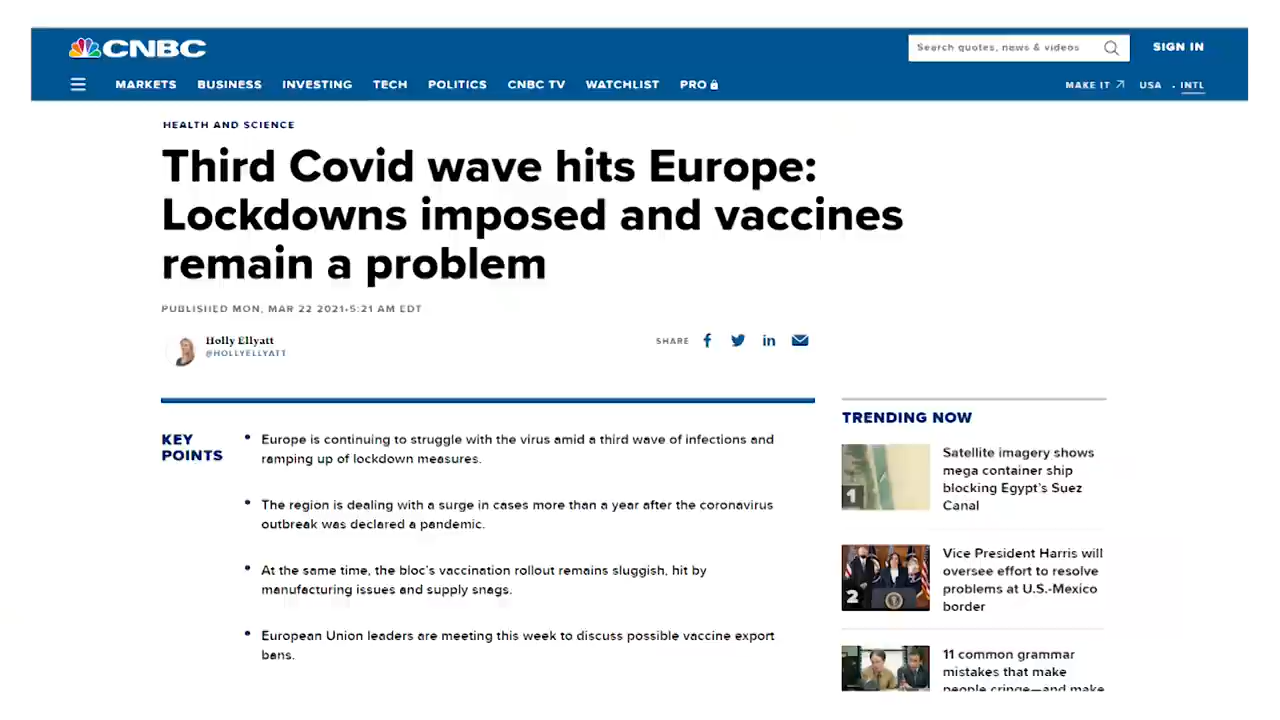 CNBC
Search quotes, news & videos
SIGN IN
MARKETS BUSINESS INVESTING TECH POLITICS CNBC TV WATCHLIST PRO
MAKE IT USA • INTL
HEALTH AND SCIENCE
Third Covid wave hits Europe:
Lockdowns imposed and vaccines
remain a problem
PUBLISHED MON, MAR 22 2021•5:21 AM EDT
Holly Ellyatt
@HOLLYELLYATT
SHARE
KEY
POINTS
• Europe is continuing to struggle with the virus amid a third wave of infections and
ramping up of lockdown measures.
• The region is dealing with a surge in cases more than a year after the coronavirus
outbreak was declared a pandemic.
• At the same time, the bloc's vaccination rollout remains sluggish, hit by
manufacturing issues and supply snags.
• European Union leaders are meeting this week to discuss possible vaccine export
bans.
TRENDING NOW
1
Satellite imagery shows
mega container ship
blocking Egypt's Suez
Canal
2
Vice President Harris will
oversee effort to resolve
problems at U.S.-Mexico
border
11 common grammar
mistakes that make
people cringe—and make